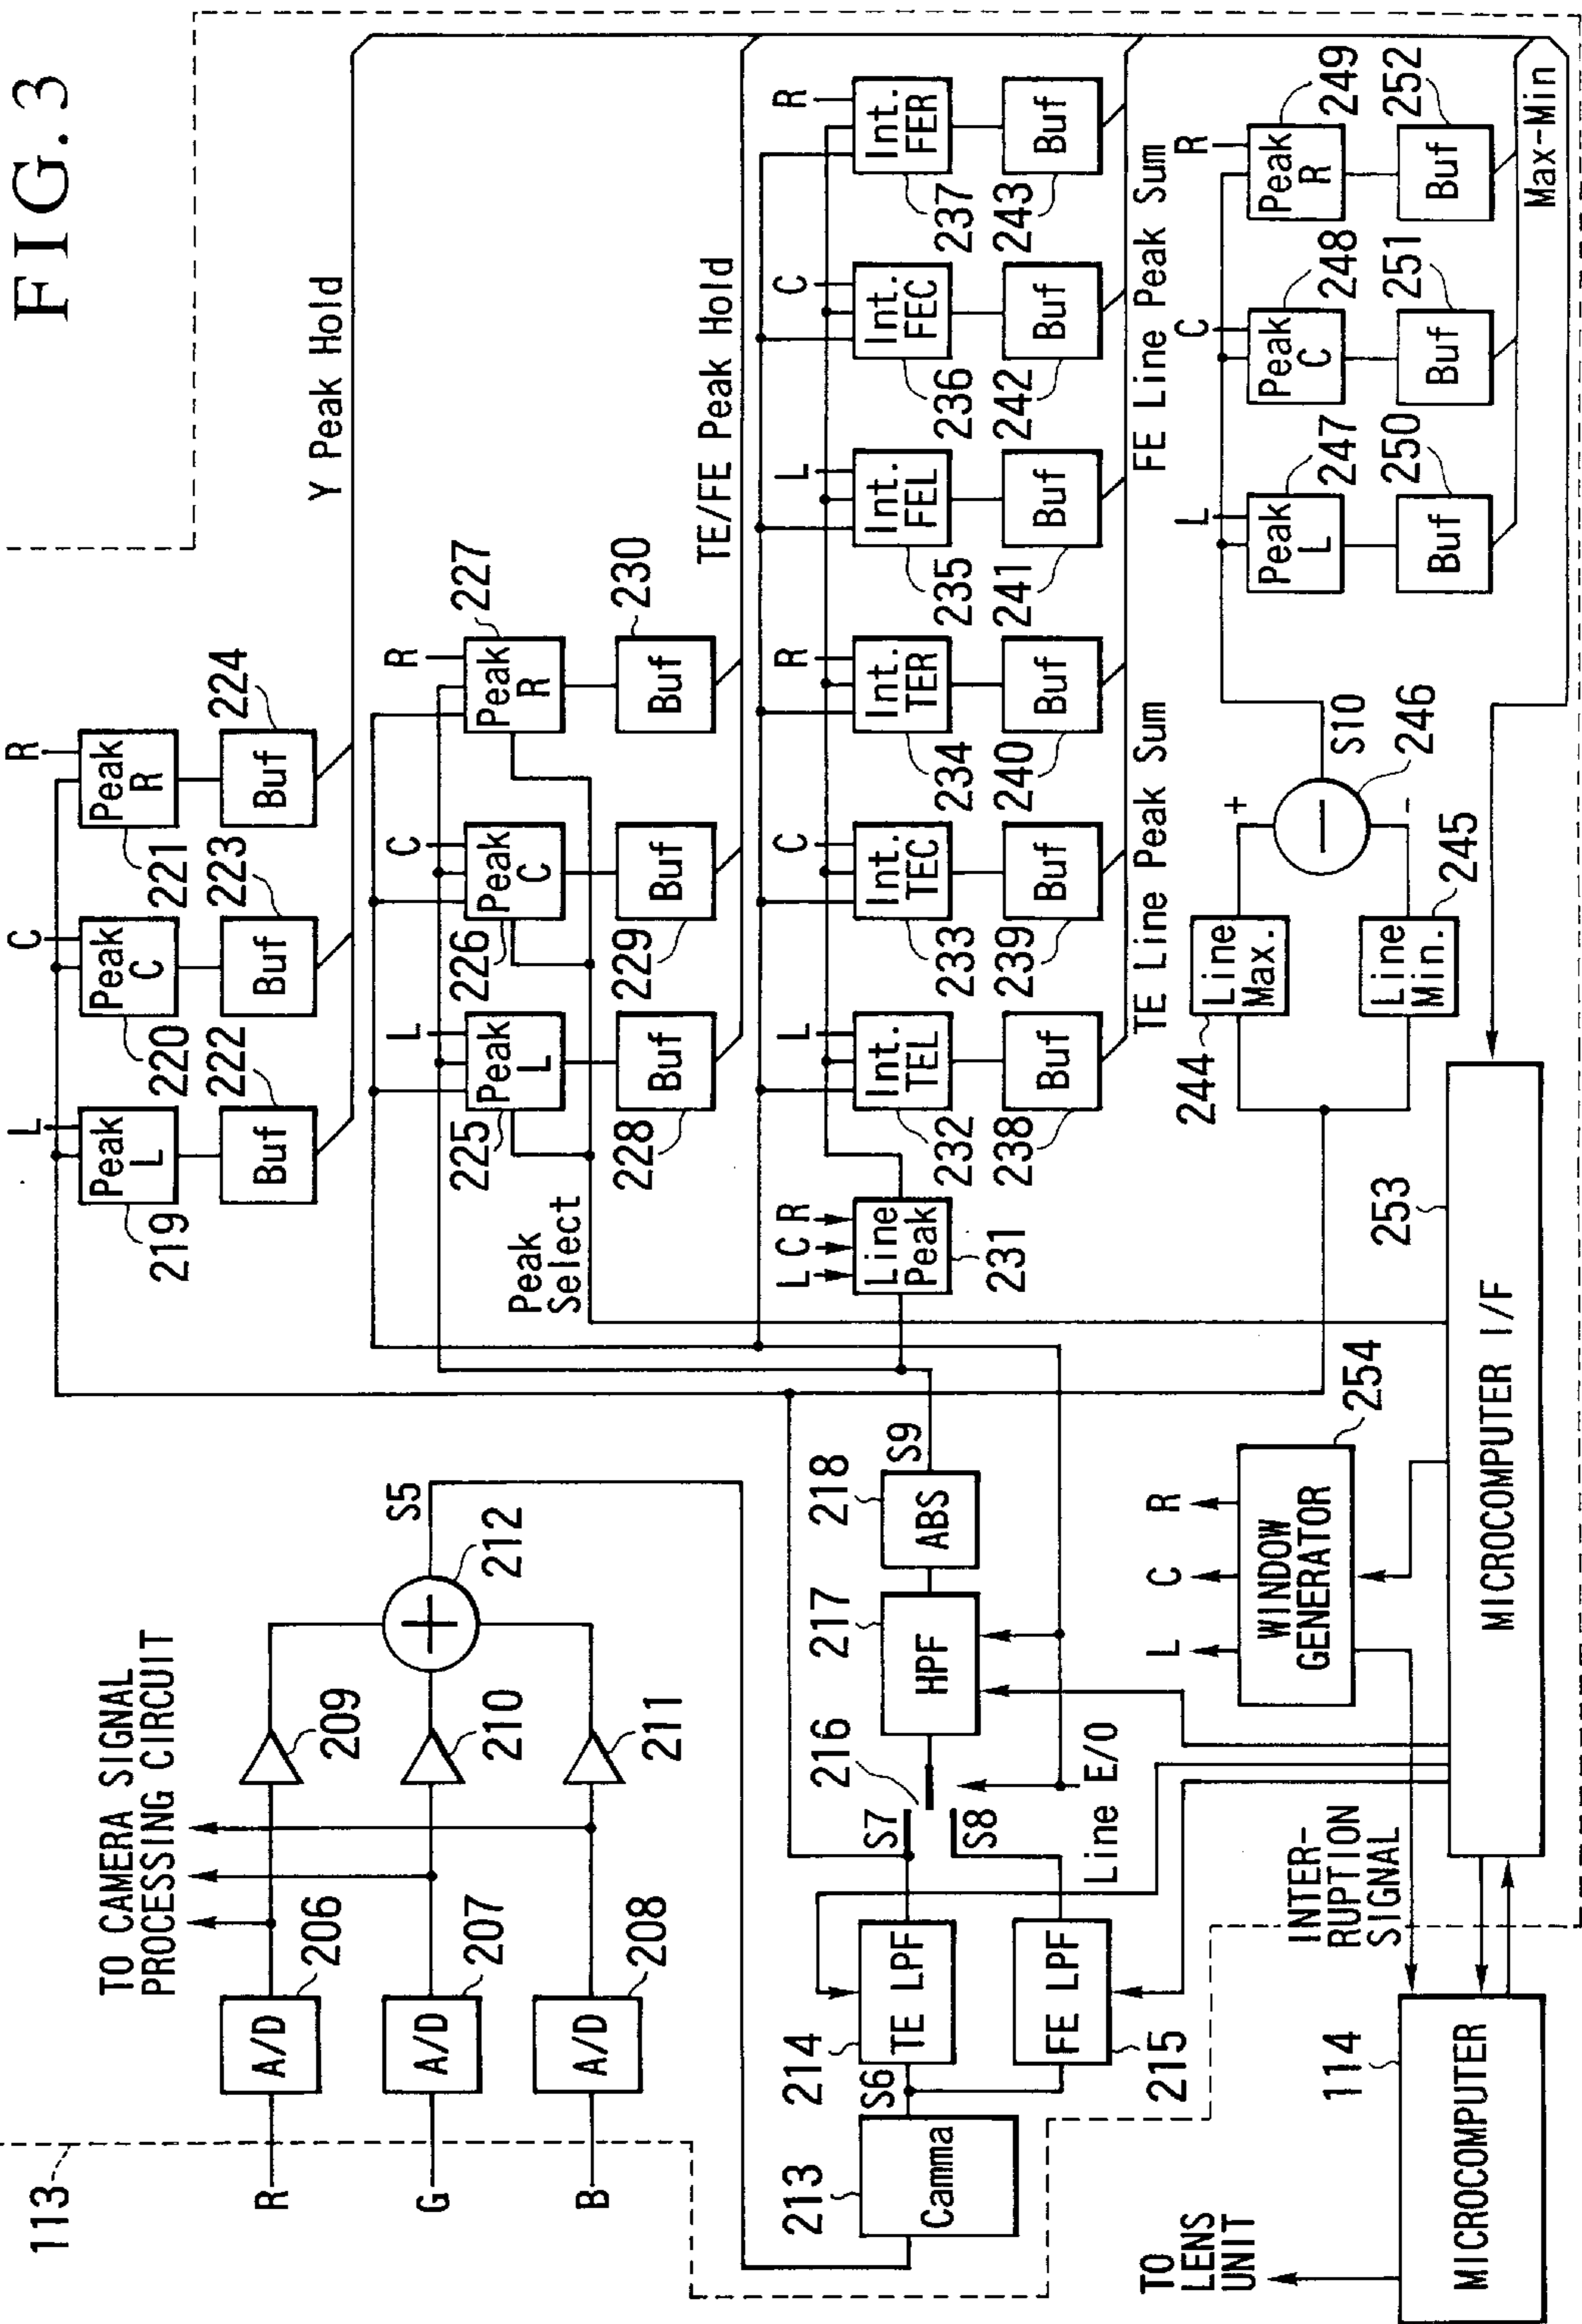 FIG.3
113
R
G
B
A/D
206
A/D
207
A/D
208
TO CAMERA SIGNAL
PROCESSING CIRCUIT
209
210
211
212
S5
L
C
R
Peak
L
219
Peak
C
220
Peak
R
221
Buf
222
Buf
223
Buf
224
Y Peak Hold
L
C
R
Peak
L
225
Peak
C
226
Peak
R
227
Buf
228
Buf
229
Buf
230
TE/FE Peak Hold
Peak
Select
213
Camma
S6
214
TE LPF
FE LPF
215
S7
S8
216
Line E/O
217
HPF
218
ABS
S9
L C R
Line
Peak
231
L
C
R
L
C
R
Int.
TEL
232
Int.
TEC
233
Int.
TER
234
Int.
FEL
235
Int.
FEC
236
Int.
FER
237
Buf
238
Buf
239
Buf
240
Buf
241
Buf
242
Buf
243
TE Line Peak Sum
FE Line Peak Sum
244
Line
Max.
Line
Min.
245
+
-
246
S10
L
C
R
Peak
L
247
Peak
C
248
Peak
R
249
Buf
250
Buf
251
Buf
252
Max-Min
L
C
R
WINDOW
GENERATOR
254
INTER-
RUPTION
SIGNAL
TO
LENS
UNIT
114
MICROCOMPUTER
MICROCOMPUTER I/F
253